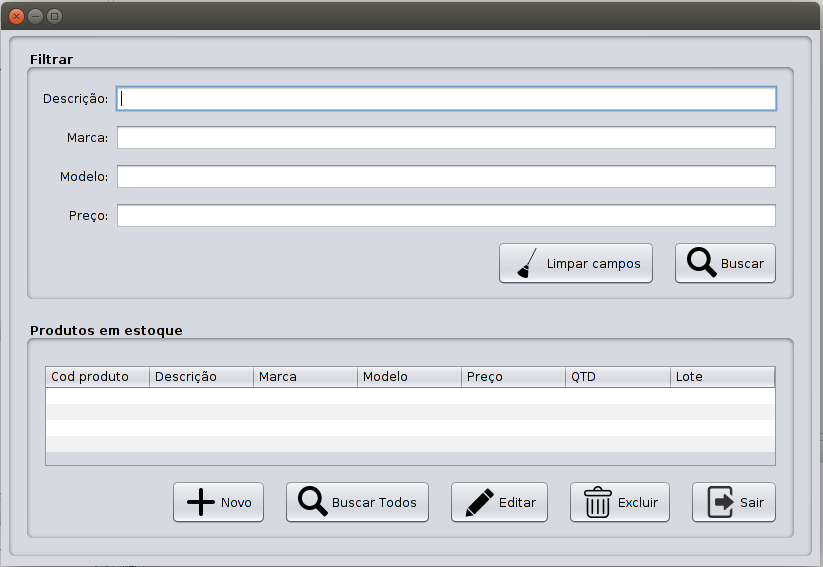 Filtrar
Descrição:
Marca:
Modelo:
Preço:
Limpar campos Buscar
Produtos em estoque
Cod produto Descrição Marca Modelo Preço QTD Lote
Novo Buscar Todos Editar Excluir Sair